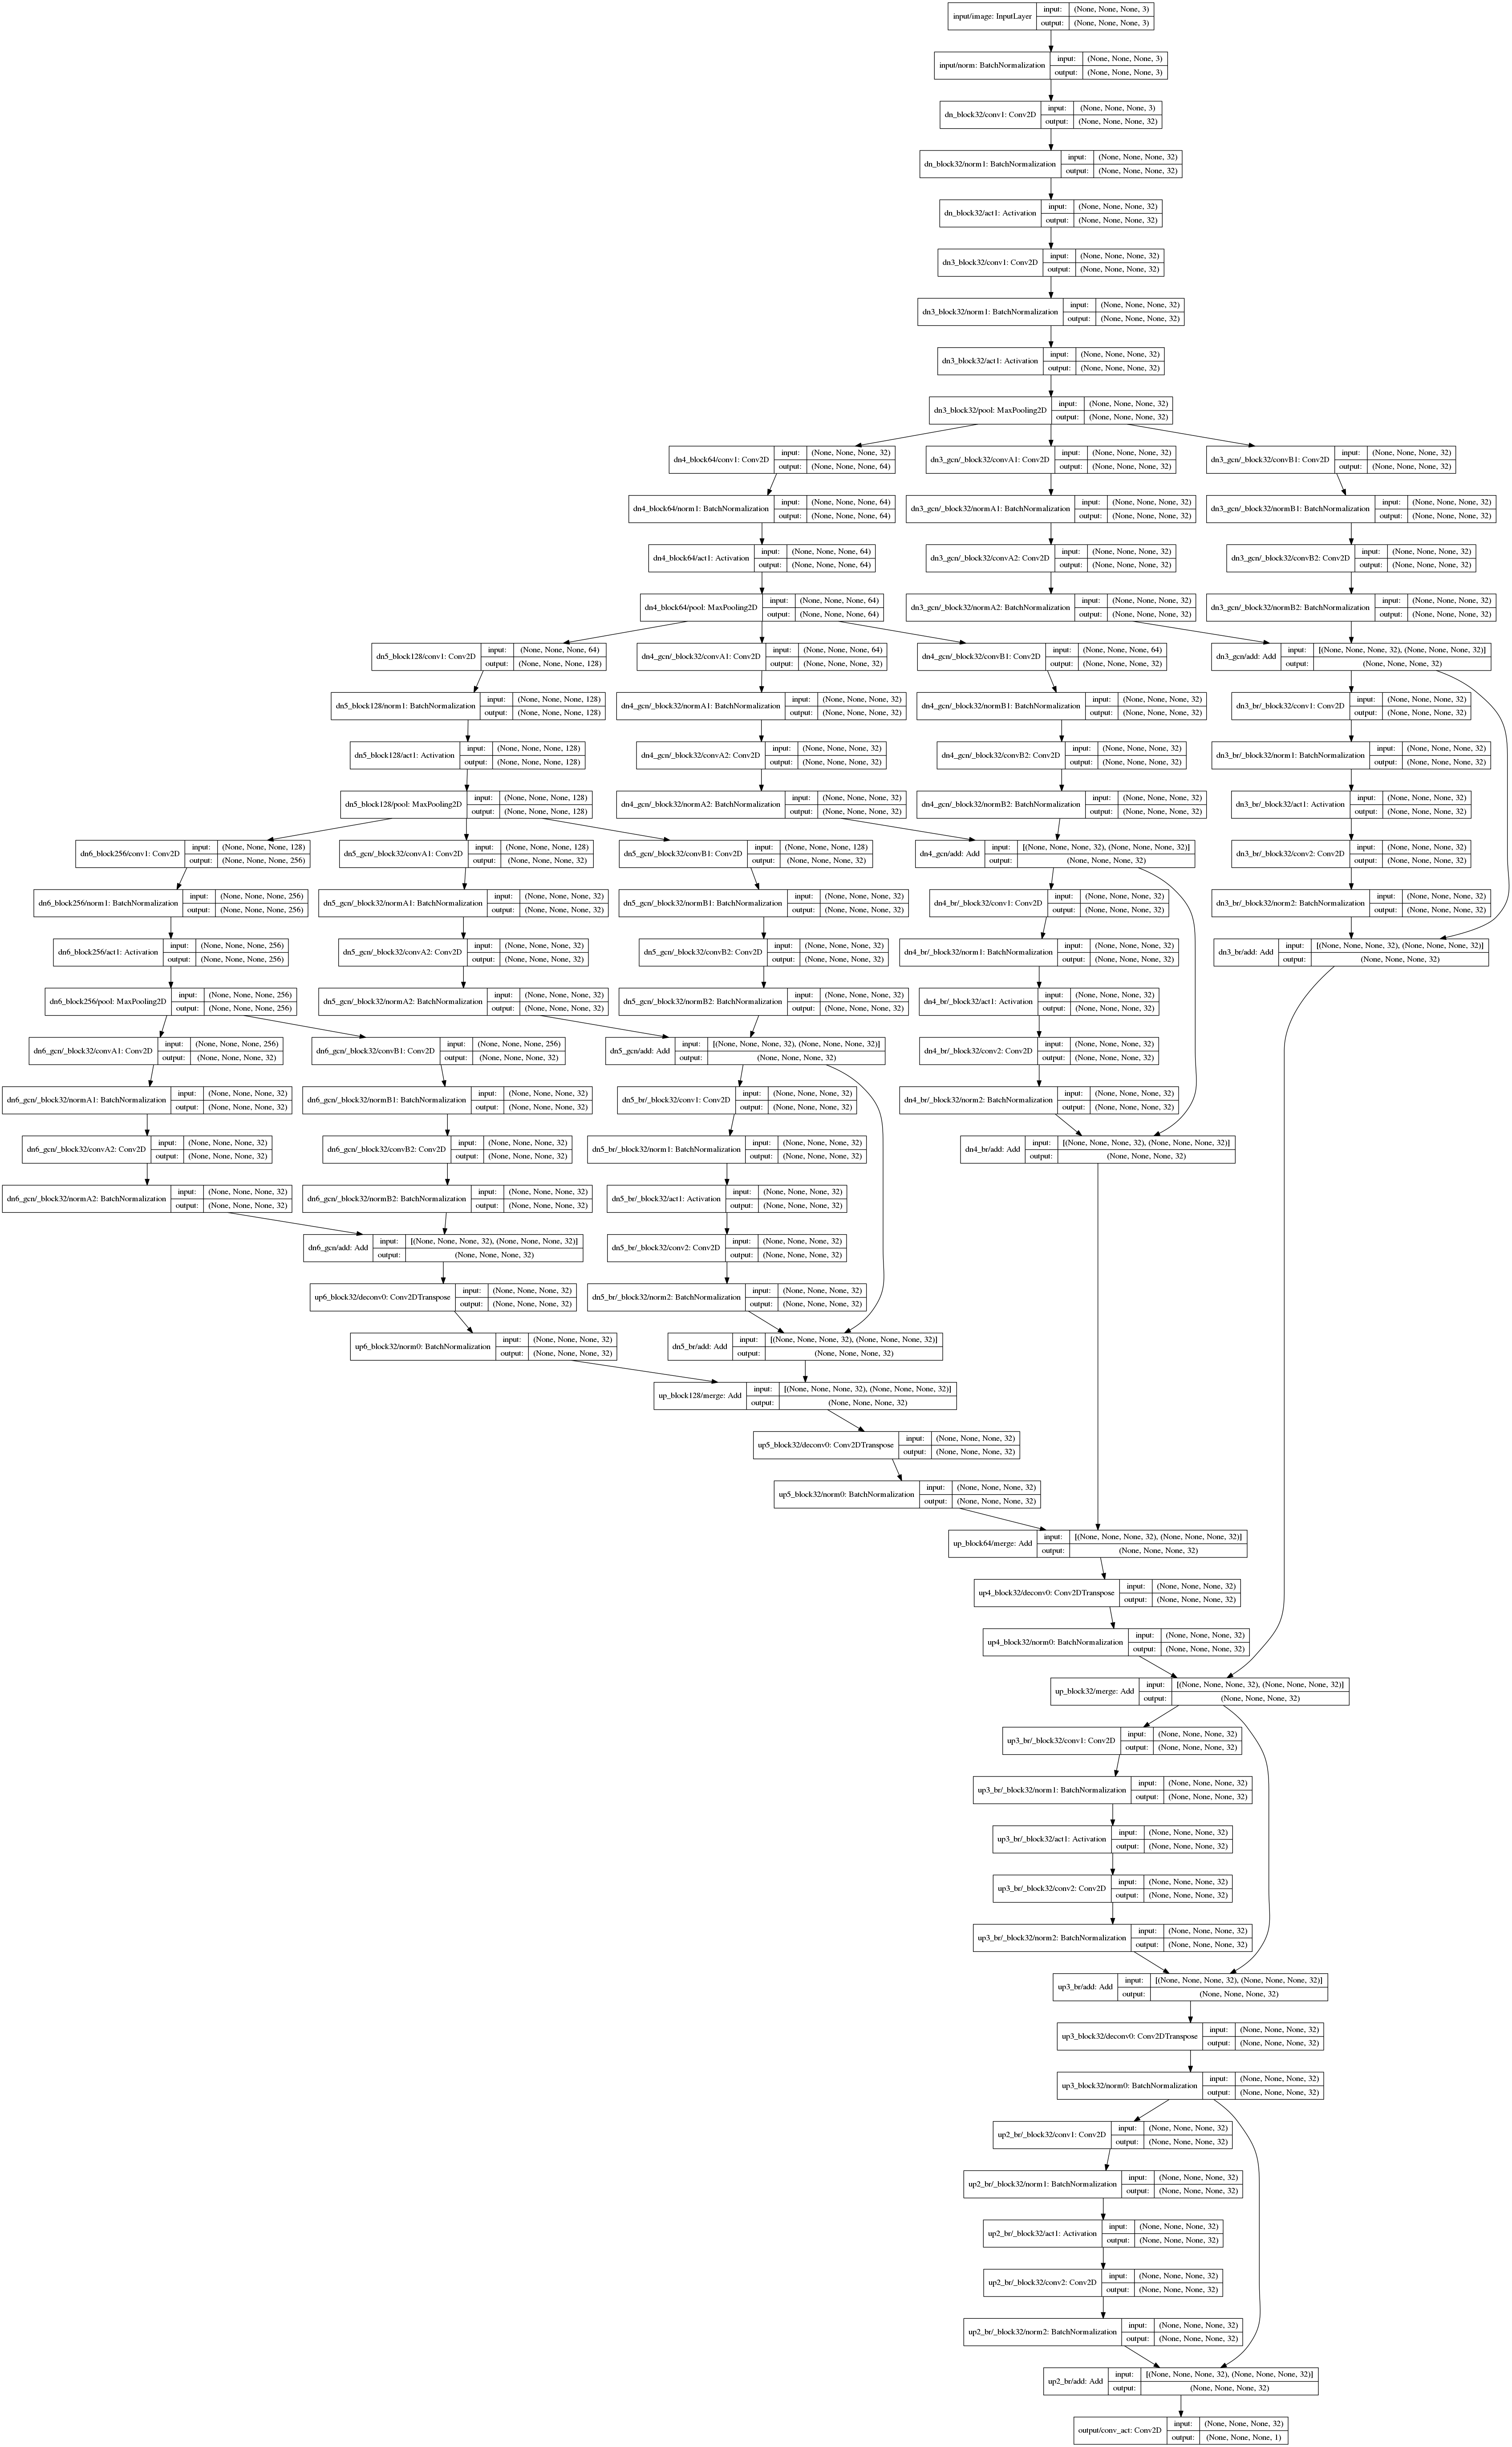 input/image: InputLayer
input: (None, None, None, 3)
output: (None, None, None, 3)
input/norm: BatchNormalization
input: (None, None, None, 3)
output: (None, None, None, 3)
dn_block32/conv1: Conv2D
input: (None, None, None, 3)
output: (None, None, None, 32)
dn_block32/norm1: BatchNormalization
input: (None, None, None, 32)
output: (None, None, None, 32)
dn_block32/act1: Activation
input: (None, None, None, 32)
output: (None, None, None, 32)
dn3_block32/conv1: Conv2D
input: (None, None, None, 32)
output: (None, None, None, 32)
dn3_block32/norm1: BatchNormalization
input: (None, None, None, 32)
output: (None, None, None, 32)
dn3_block32/act1: Activation
input: (None, None, None, 32)
output: (None, None, None, 32)
dn3_block32/pool: MaxPooling2D
input: (None, None, None, 32)
output: (None, None, None, 32)
dn4_block64/conv1: Conv2D
input: (None, None, None, 32)
output: (None, None, None, 64)
dn3_gcn/_block32/convA1: Conv2D
input: (None, None, None, 32)
output: (None, None, None, 32)
dn3_gcn/_block32/convB1: Conv2D
input: (None, None, None, 32)
output: (None, None, None, 32)
dn4_block64/norm1: BatchNormalization
input: (None, None, None, 64)
output: (None, None, None, 64)
dn3_gcn/_block32/normA1: BatchNormalization
input: (None, None, None, 32)
output: (None, None, None, 32)
dn3_gcn/_block32/normB1: BatchNormalization
input: (None, None, None, 32)
output: (None, None, None, 32)
dn4_block64/act1: Activation
input: (None, None, None, 64)
output: (None, None, None, 64)
dn3_gcn/_block32/convA2: Conv2D
input: (None, None, None, 32)
output: (None, None, None, 32)
dn3_gcn/_block32/convB2: Conv2D
input: (None, None, None, 32)
output: (None, None, None, 32)
dn4_block64/pool: MaxPooling2D
input: (None, None, None, 64)
output: (None, None, None, 64)
dn3_gcn/_block32/normA2: BatchNormalization
input: (None, None, None, 32)
output: (None, None, None, 32)
dn3_gcn/_block32/normB2: BatchNormalization
input: (None, None, None, 32)
output: (None, None, None, 32)
dn5_block128/conv1: Conv2D
input: (None, None, None, 64)
output: (None, None, None, 128)
dn4_gcn/_block32/convA1: Conv2D
input: (None, None, None, 64)
output: (None, None, None, 32)
dn4_gcn/_block32/convB1: Conv2D
input: (None, None, None, 64)
output: (None, None, None, 32)
dn3_gcn/add: Add
input: [(None, None, None, 32), (None, None, None, 32)]
output: (None, None, None, 32)
dn5_block128/norm1: BatchNormalization
input: (None, None, None, 128)
output: (None, None, None, 128)
dn4_gcn/_block32/normA1: BatchNormalization
input: (None, None, None, 32)
output: (None, None, None, 32)
dn4_gcn/_block32/normB1: BatchNormalization
input: (None, None, None, 32)
output: (None, None, None, 32)
dn3_br/_block32/conv1: Conv2D
input: (None, None, None, 32)
output: (None, None, None, 32)
dn5_block128/act1: Activation
input: (None, None, None, 128)
output: (None, None, None, 128)
dn4_gcn/_block32/convA2: Conv2D
input: (None, None, None, 32)
output: (None, None, None, 32)
dn4_gcn/_block32/convB2: Conv2D
input: (None, None, None, 32)
output: (None, None, None, 32)
dn3_br/_block32/norm1: BatchNormalization
input: (None, None, None, 32)
output: (None, None, None, 32)
dn5_block128/pool: MaxPooling2D
input: (None, None, None, 128)
output: (None, None, None, 128)
dn4_gcn/_block32/normA2: BatchNormalization
input: (None, None, None, 32)
output: (None, None, None, 32)
dn4_gcn/_block32/normB2: BatchNormalization
input: (None, None, None, 32)
output: (None, None, None, 32)
dn3_br/_block32/act1: Activation
input: (None, None, None, 32)
output: (None, None, None, 32)
dn6_block256/conv1: Conv2D
input: (None, None, None, 128)
output: (None, None, None, 256)
dn5_gcn/_block32/convA1: Conv2D
input: (None, None, None, 128)
output: (None, None, None, 32)
dn5_gcn/_block32/convB1: Conv2D
input: (None, None, None, 128)
output: (None, None, None, 32)
dn4_gcn/add: Add
input: [(None, None, None, 32), (None, None, None, 32)]
output: (None, None, None, 32)
dn3_br/_block32/conv2: Conv2D
input: (None, None, None, 32)
output: (None, None, None, 32)
dn6_block256/norm1: BatchNormalization
input: (None, None, None, 256)
output: (None, None, None, 256)
dn5_gcn/_block32/normA1: BatchNormalization
input: (None, None, None, 32)
output: (None, None, None, 32)
dn5_gcn/_block32/normB1: BatchNormalization
input: (None, None, None, 32)
output: (None, None, None, 32)
dn4_br/_block32/conv1: Conv2D
input: (None, None, None, 32)
output: (None, None, None, 32)
dn3_br/_block32/norm2: BatchNormalization
input: (None, None, None, 32)
output: (None, None, None, 32)
dn6_block256/act1: Activation
input: (None, None, None, 256)
output: (None, None, None, 256)
dn5_gcn/_block32/convA2: Conv2D
input: (None, None, None, 32)
output: (None, None, None, 32)
dn5_gcn/_block32/convB2: Conv2D
input: (None, None, None, 32)
output: (None, None, None, 32)
dn4_br/_block32/norm1: BatchNormalization
input: (None, None, None, 32)
output: (None, None, None, 32)
dn3_br/add: Add
input: [(None, None, None, 32), (None, None, None, 32)]
output: (None, None, None, 32)
dn6_block256/pool: MaxPooling2D
input: (None, None, None, 256)
output: (None, None, None, 256)
dn5_gcn/_block32/normA2: BatchNormalization
input: (None, None, None, 32)
output: (None, None, None, 32)
dn5_gcn/_block32/normB2: BatchNormalization
input: (None, None, None, 32)
output: (None, None, None, 32)
dn4_br/_block32/act1: Activation
input: (None, None, None, 32)
output: (None, None, None, 32)
dn6_gcn/_block32/convA1: Conv2D
input: (None, None, None, 256)
output: (None, None, None, 32)
dn6_gcn/_block32/convB1: Conv2D
input: (None, None, None, 256)
output: (None, None, None, 32)
dn5_gcn/add: Add
input: [(None, None, None, 32), (None, None, None, 32)]
output: (None, None, None, 32)
dn4_br/_block32/conv2: Conv2D
input: (None, None, None, 32)
output: (None, None, None, 32)
dn6_gcn/_block32/normA1: BatchNormalization
input: (None, None, None, 32)
output: (None, None, None, 32)
dn6_gcn/_block32/normB1: BatchNormalization
input: (None, None, None, 32)
output: (None, None, None, 32)
dn5_br/_block32/conv1: Conv2D
input: (None, None, None, 32)
output: (None, None, None, 32)
dn4_br/_block32/norm2: BatchNormalization
input: (None, None, None, 32)
output: (None, None, None, 32)
dn6_gcn/_block32/convA2: Conv2D
input: (None, None, None, 32)
output: (None, None, None, 32)
dn6_gcn/_block32/convB2: Conv2D
input: (None, None, None, 32)
output: (None, None, None, 32)
dn5_br/_block32/norm1: BatchNormalization
input: (None, None, None, 32)
output: (None, None, None, 32)
dn4_br/add: Add
input: [(None, None, None, 32), (None, None, None, 32)]
output: (None, None, None, 32)
dn6_gcn/_block32/normA2: BatchNormalization
input: (None, None, None, 32)
output: (None, None, None, 32)
dn6_gcn/_block32/normB2: BatchNormalization
input: (None, None, None, 32)
output: (None, None, None, 32)
dn5_br/_block32/act1: Activation
input: (None, None, None, 32)
output: (None, None, None, 32)
dn6_gcn/add: Add
input: [(None, None, None, 32), (None, None, None, 32)]
output: (None, None, None, 32)
dn5_br/_block32/conv2: Conv2D
input: (None, None, None, 32)
output: (None, None, None, 32)
up6_block32/deconv0: Conv2DTranspose
input: (None, None, None, 32)
output: (None, None, None, 32)
dn5_br/_block32/norm2: BatchNormalization
input: (None, None, None, 32)
output: (None, None, None, 32)
up6_block32/norm0: BatchNormalization
input: (None, None, None, 32)
output: (None, None, None, 32)
dn5_br/add: Add
input: [(None, None, None, 32), (None, None, None, 32)]
output: (None, None, None, 32)
up_block128/merge: Add
input: [(None, None, None, 32), (None, None, None, 32)]
output: (None, None, None, 32)
up5_block32/deconv0: Conv2DTranspose
input: (None, None, None, 32)
output: (None, None, None, 32)
up5_block32/norm0: BatchNormalization
input: (None, None, None, 32)
output: (None, None, None, 32)
up_block64/merge: Add
input: [(None, None, None, 32), (None, None, None, 32)]
output: (None, None, None, 32)
up4_block32/deconv0: Conv2DTranspose
input: (None, None, None, 32)
output: (None, None, None, 32)
up4_block32/norm0: BatchNormalization
input: (None, None, None, 32)
output: (None, None, None, 32)
up_block32/merge: Add
input: [(None, None, None, 32), (None, None, None, 32)]
output: (None, None, None, 32)
up3_br/_block32/conv1: Conv2D
input: (None, None, None, 32)
output: (None, None, None, 32)
up3_br/_block32/norm1: BatchNormalization
input: (None, None, None, 32)
output: (None, None, None, 32)
up3_br/_block32/act1: Activation
input: (None, None, None, 32)
output: (None, None, None, 32)
up3_br/_block32/conv2: Conv2D
input: (None, None, None, 32)
output: (None, None, None, 32)
up3_br/_block32/norm2: BatchNormalization
input: (None, None, None, 32)
output: (None, None, None, 32)
up3_br/add: Add
input: [(None, None, None, 32), (None, None, None, 32)]
output: (None, None, None, 32)
up3_block32/deconv0: Conv2DTranspose
input: (None, None, None, 32)
output: (None, None, None, 32)
up3_block32/norm0: BatchNormalization
input: (None, None, None, 32)
output: (None, None, None, 32)
up2_br/_block32/conv1: Conv2D
input: (None, None, None, 32)
output: (None, None, None, 32)
up2_br/_block32/norm1: BatchNormalization
input: (None, None, None, 32)
output: (None, None, None, 32)
up2_br/_block32/act1: Activation
input: (None, None, None, 32)
output: (None, None, None, 32)
up2_br/_block32/conv2: Conv2D
input: (None, None, None, 32)
output: (None, None, None, 32)
up2_br/_block32/norm2: BatchNormalization
input: (None, None, None, 32)
output: (None, None, None, 32)
up2_br/add: Add
input: [(None, None, None, 32), (None, None, None, 32)]
output: (None, None, None, 32)
output/conv_act: Conv2D
input: (None, None, None, 32)
output: (None, None, None, 1)